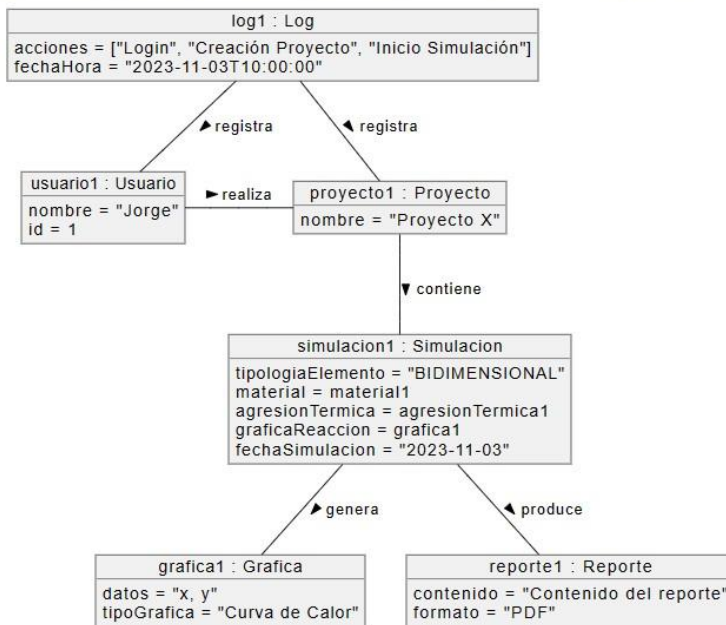 log1 : Log
acciones = ["Login", "Creación Proyecto", "Inicio Simulación"]
fechaHora = "2023-11-03T10:00:00"
registra
registra
usuario1 : Usuario
nombre = "Jorge"
id = 1
realiza
proyecto1 : Proyecto
nombre = "Proyecto X"
contiene
simulacion1 : Simulacion
tipologiaElemento = "BIDIMENSIONAL"
material = material1
agresionTermica = agresionTermica1
graficaReaccion = grafica1
fechaSimulacion = "2023-11-03"
genera
produce
grafica1 : Grafica
datos = "x, y"
tipoGrafica = "Curva de Calor"
reporte1 : Reporte
contenido = "Contenido del reporte"
formato = "PDF"